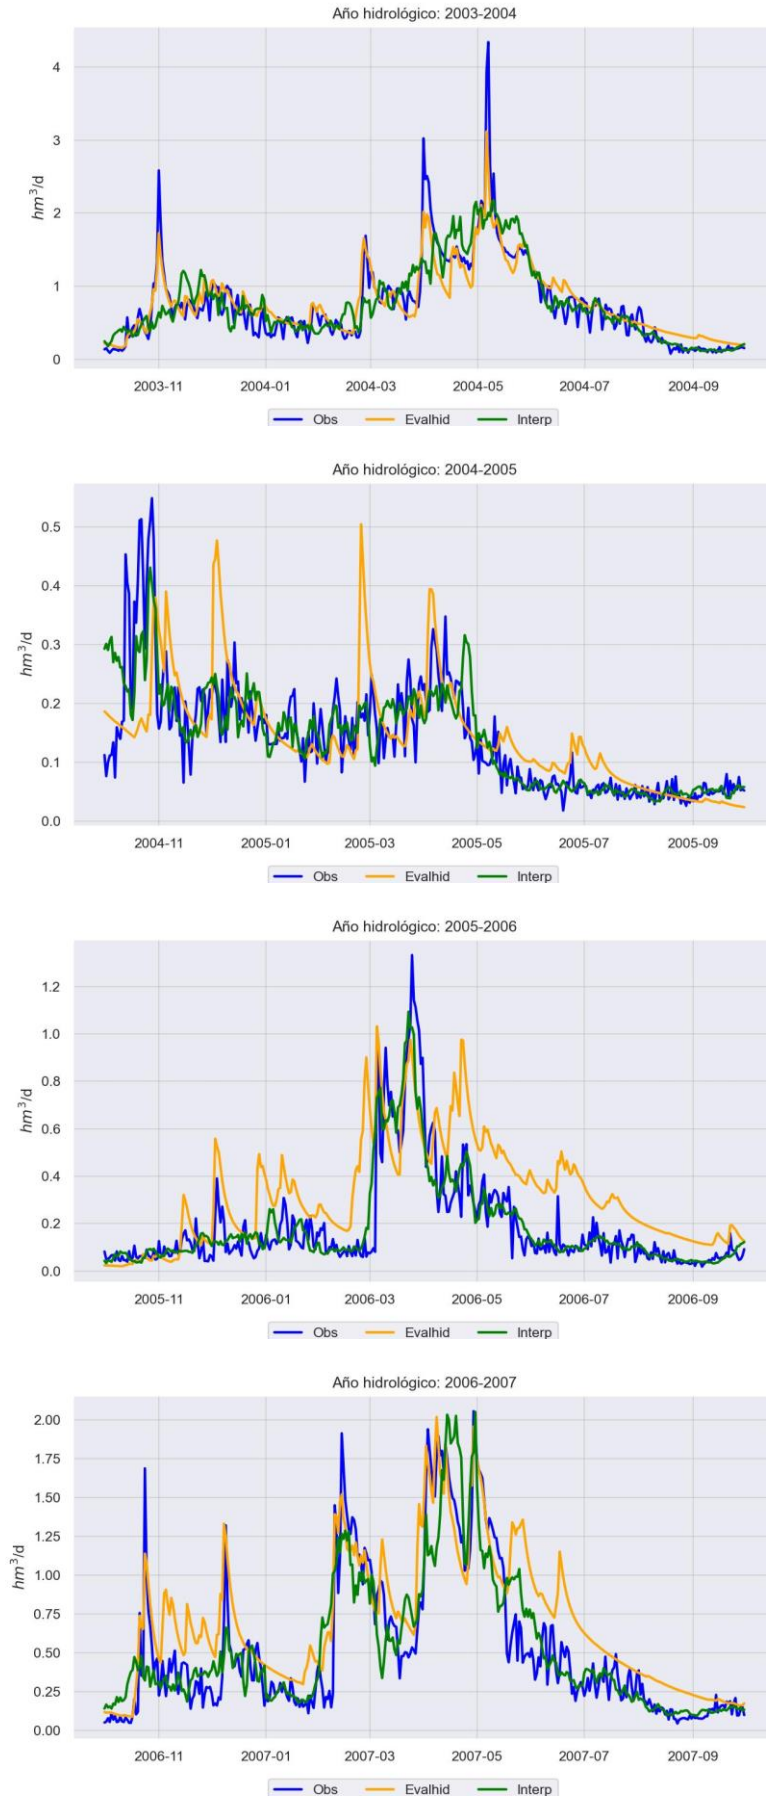 Año hidrológico: 2003-2004
4
3
2
1
0
hm³/d
2003-11 2004-01 2004-03 2004-05 2004-07 2004-09
Obs Evalhid Interp
Año hidrológico: 2004-2005
0.5
0.4
0.3
0.2
0.1
0.0
hm³/d
2004-11 2005-01 2005-03 2005-05 2005-07 2005-09
Obs Evalhid Interp
Año hidrológico: 2005-2006
1.2
1.0
0.8
0.6
0.4
0.2
0.0
hm³/d
2005-11 2006-01 2006-03 2006-05 2006-07 2006-09
Obs Evalhid Interp
Año hidrológico: 2006-2007
2.00
1.75
1.50
1.25
1.00
0.75
0.50
0.25
0.00
hm³/d
2006-11 2007-01 2007-03 2007-05 2007-07 2007-09
Obs Evalhid Interp